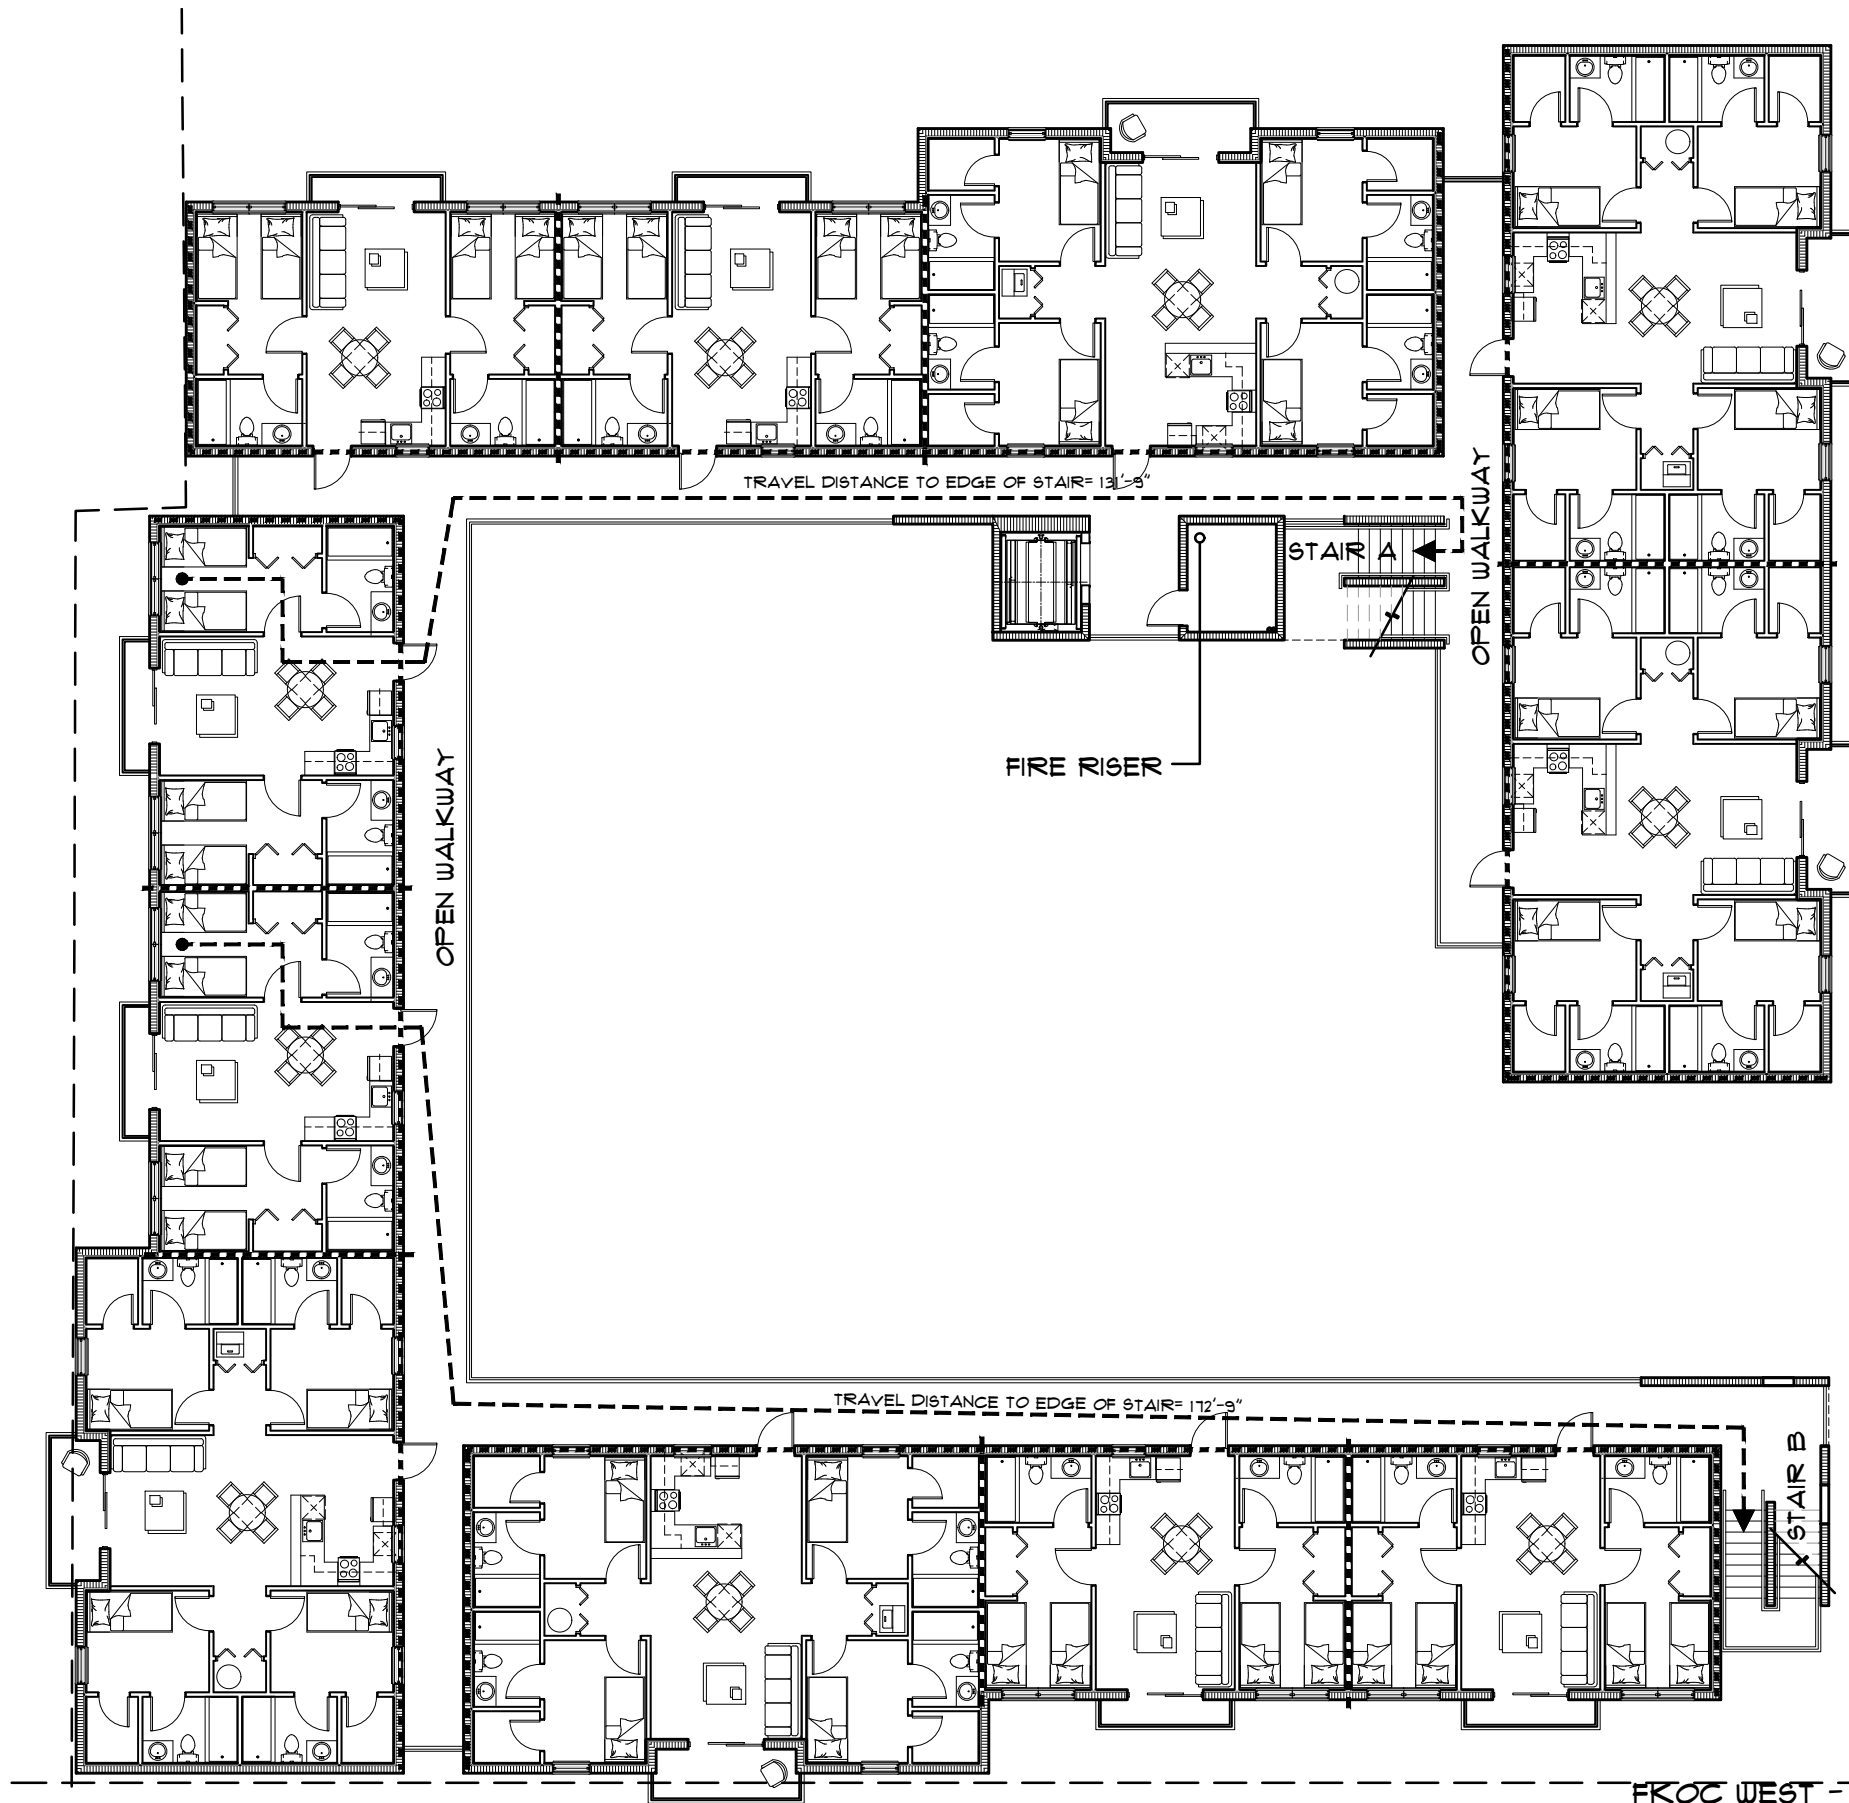 TRAVEL DISTANCE TO EDGE OF STAIR= 131'-9"
STAIR A
OPEN WALKWAY
FIRE RISER
OPEN WALKWAY
TRAVEL DISTANCE TO EDGE OF STAIR= 172'-9"
STAIR B
FKOC WEST -